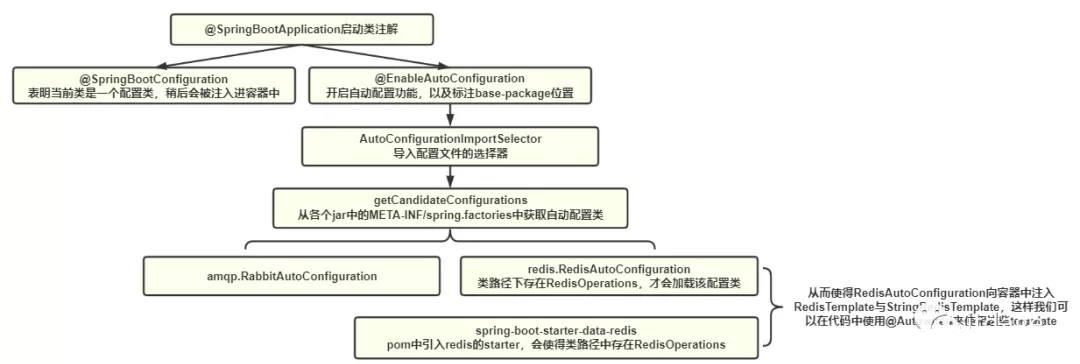 @SpringBootApplication启动类注解
@SpringBootConfiguration
表明当前类是一个配置类，稍后会被注入进容器中
@EnableAutoConfiguration
开启自动配置功能，以及标注base-package位置
AutoConfigurationImportSelector
导入配置文件的选择器
getCandidateConfigurations
从各个jar中的META-INF/spring.factories中获取自动配置类
amqp.RabbitAutoConfiguration
redis.RedisAutoConfiguration
类路径下存在RedisOperations，才会加载该配置类
spring-boot-starter-data-redis
pom中引入redis的starter，会使得类路径中存在RedisOperations
从而使得RedisAutoConfiguration向容器中注入
RedisTemplate与StringRedisTemplate，这样我们可
以在代码中使用